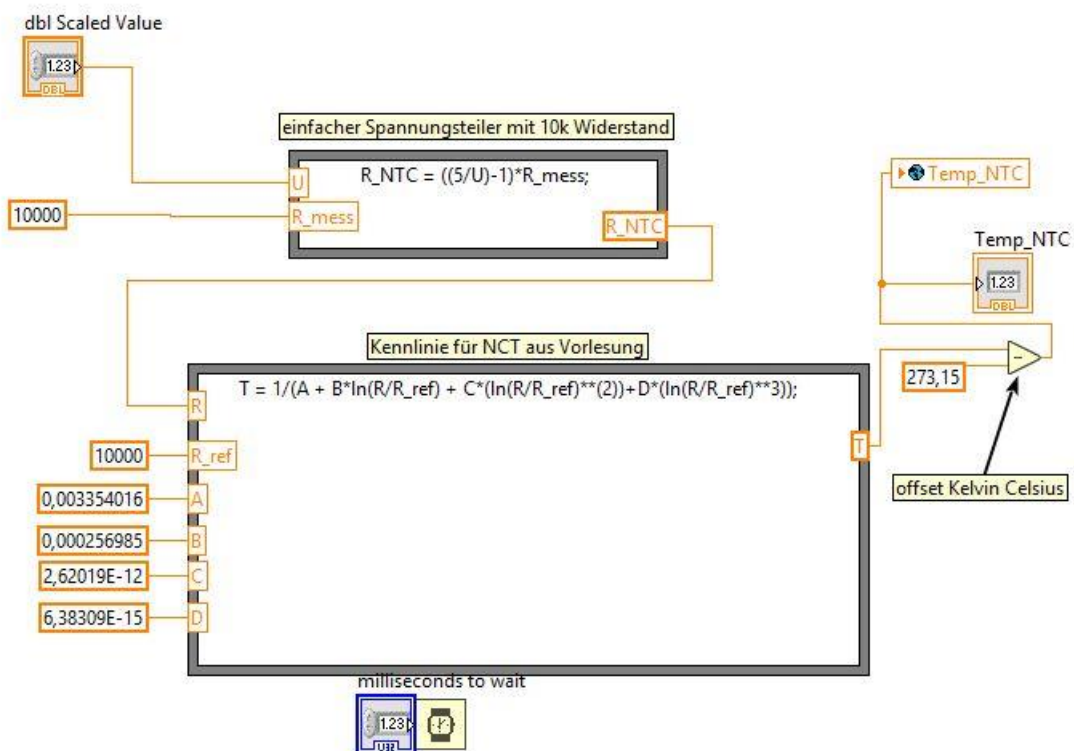 dbl Scaled Value
1.23
DBL
einfacher Spannungsteiler mit 10k Widerstand
R_NTC = ((5/U)-1)*R_mess;
U
10000
R_mess
R_NTC
Temp_NTC
Temp_NTC
1.23
DBL
Kennlinie für NCT aus Vorlesung
T = 1/(A + B*ln(R/R_ref) + C*(ln(R/R_ref)**(2))+D*(ln(R/R_ref)**3));
273,15
R
10000
R_ref
T
0,003354016
A
offset Kelvin Celsius
0,000256985
B
2,62019E-12
C
6,38309E-15
D
milliseconds to wait
1.23
U32